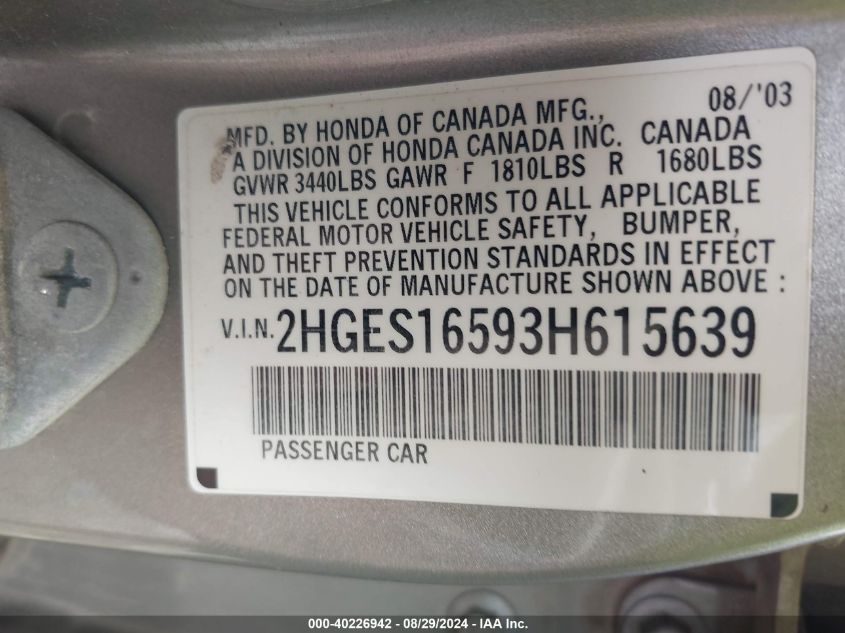 08/'03
MFD. BY HONDA OF CANADA MFG.,
A DIVISION OF HONDA CANADA INC. CANADA
GVWR 3440LBS GAWR F 1810LBS R 1680LBS
THIS VEHICLE CONFORMS TO ALL APPLICABLE
FEDERAL MOTOR VEHICLE SAFETY, BUMPER,
AND THEFT PREVENTION STANDARDS IN EFFECT
ON THE DATE OF MANUFACTURE SHOWN ABOVE :
V.I.N. 2HGES16593H615639
PASSENGER CAR
000-40226942 - 08/29/2024 - IAA Inc.